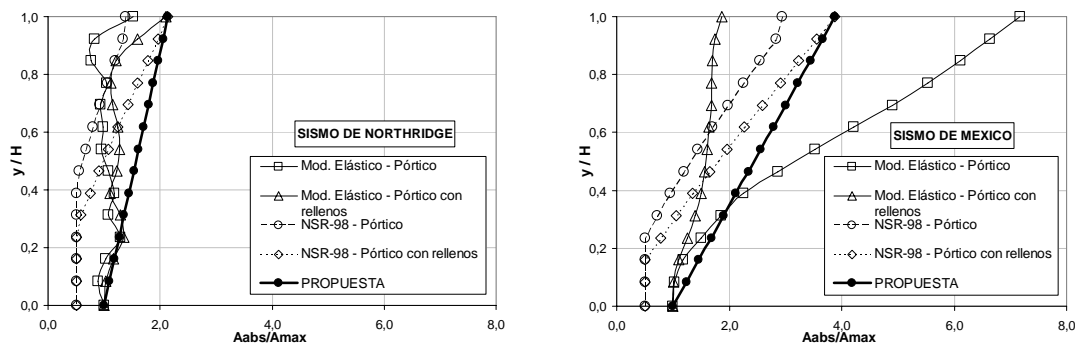 1,0
0,8
0,6
0,4
0,2
0,0
y / H
SISMO DE NORTHRIDGE
Mod. Elástico - Pórtico
Mod. Elástico - Pórtico con
rellenos
NSR-98 - Pórtico
NSR-98 - Pórtico con rellenos
PROPUESTA
0,0 2,0 4,0 6,0 8,0
Aabs/Amax
1,0
0,8
0,6
0,4
0,2
0,0
y / H
SISMO DE MEXICO
Mod. Elástico - Pórtico
Mod. Elástico - Pórtico con
rellenos
NSR-98 - Pórtico
NSR-98 - Pórtico con rellenos
PROPUESTA
0,0 2,0 4,0 6,0 8,0
Aabs/Amax